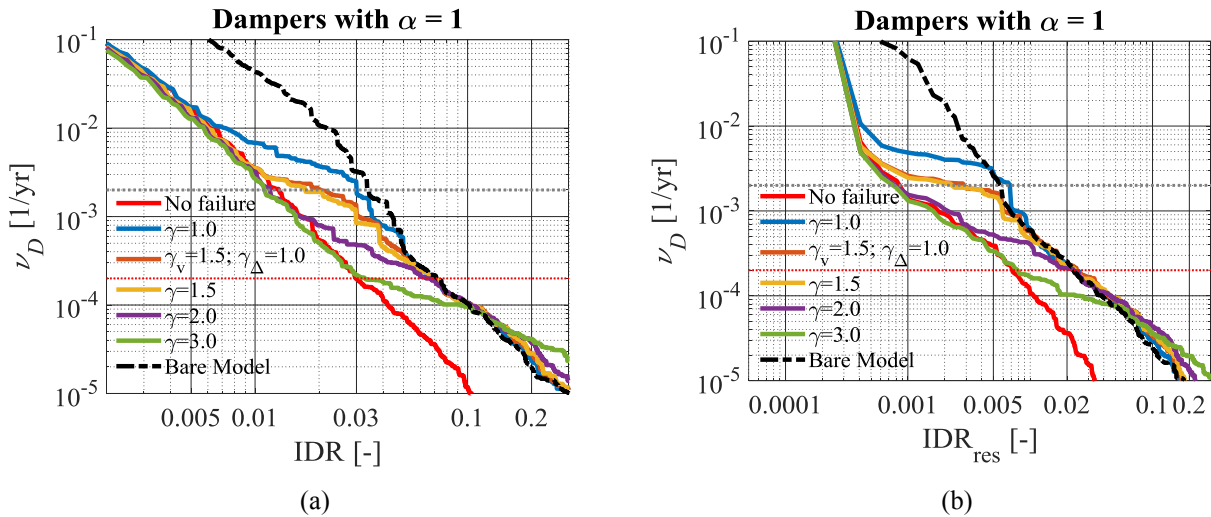 Dampers with α = 1
10⁻¹
10⁻²
10⁻³
10⁻⁴
10⁻⁵
ν_D [1/yr]
No failure
γ=1.0
γ_v=1.5; γ_Δ=1.0
γ=1.5
γ=2.0
γ=3.0
Bare Model
0.005 0.01 0.03 0.1 0.2
IDR [-]
(a)
Dampers with α = 1
10⁻¹
10⁻²
10⁻³
10⁻⁴
10⁻⁵
ν_D [1/yr]
No failure
γ=1.0
γ_v=1.5; γ_Δ=1.0
γ=1.5
γ=2.0
γ=3.0
Bare Model
0.0001 0.001 0.005 0.02 0.1 0.2
IDR_res [-]
(b)